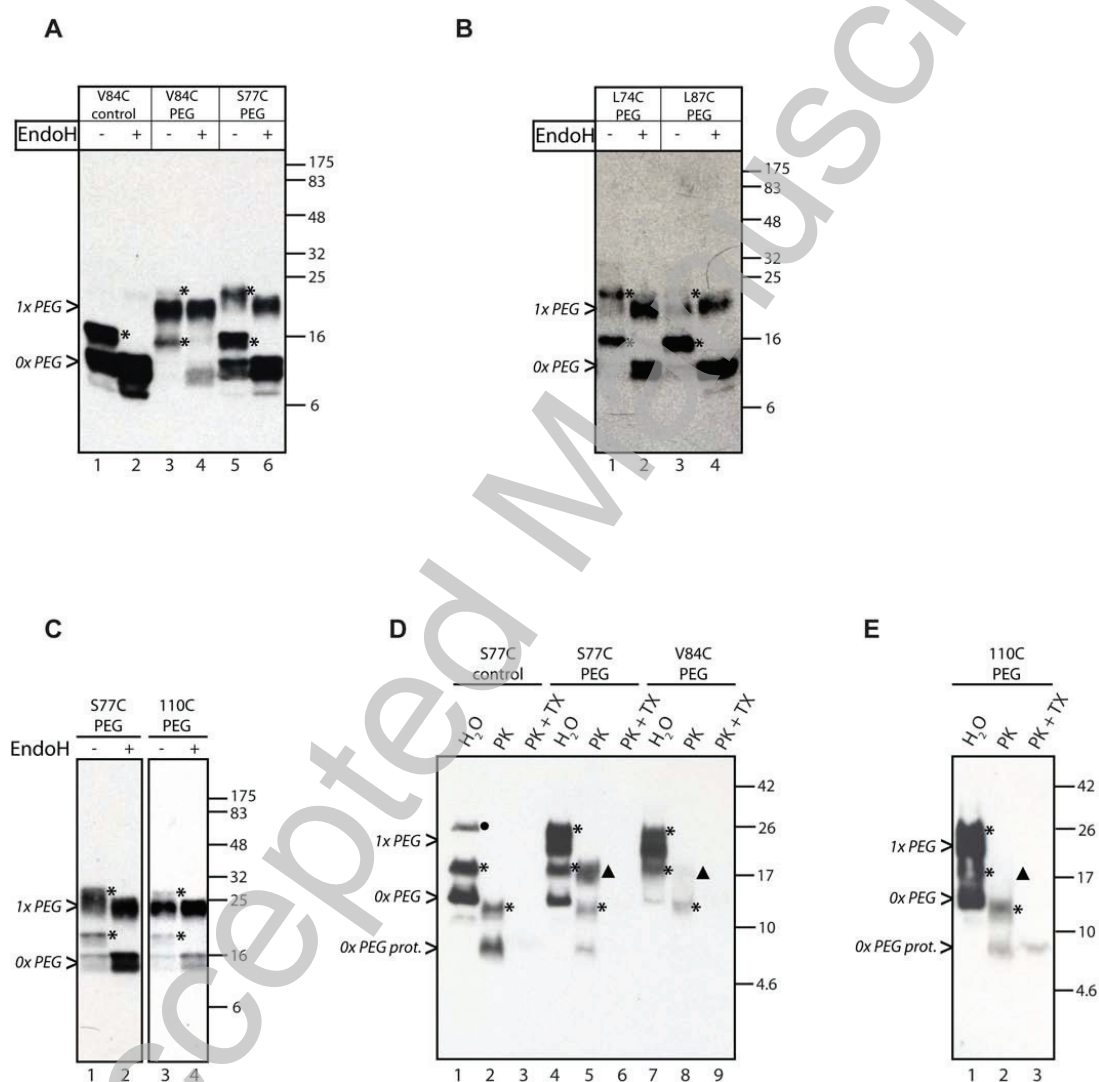 A
V84C control V84C PEG S77C PEG
EndoH - + - + - +
175
83
48
32
25
1x PEG >
16
0x PEG >
6
* * * * *
1 2 3 4 5 6
B
L74C PEG L87C PEG
EndoH - + - +
175
83
48
32
25
1x PEG >
16
0x PEG >
6
* * * *
1 2 3 4
C
S77C PEG 110C PEG
EndoH - + - +
175
83
48
32
25
1x PEG >
16
0x PEG >
6
* * * *
1 2 3 4
D
S77C control S77C PEG V84C PEG
H2O PK PK + TX H2O PK PK + TX H2O PK PK + TX
42
26
1x PEG >
17
0x PEG >
10
0x PEG prot. >
4.6
1 2 3 4 5 6 7 8 9
E
110C PEG
H2O PK PK + TX
42
26
1x PEG >
17
0x PEG >
10
0x PEG prot. >
4.6
1 2 3
Accepted Manusc